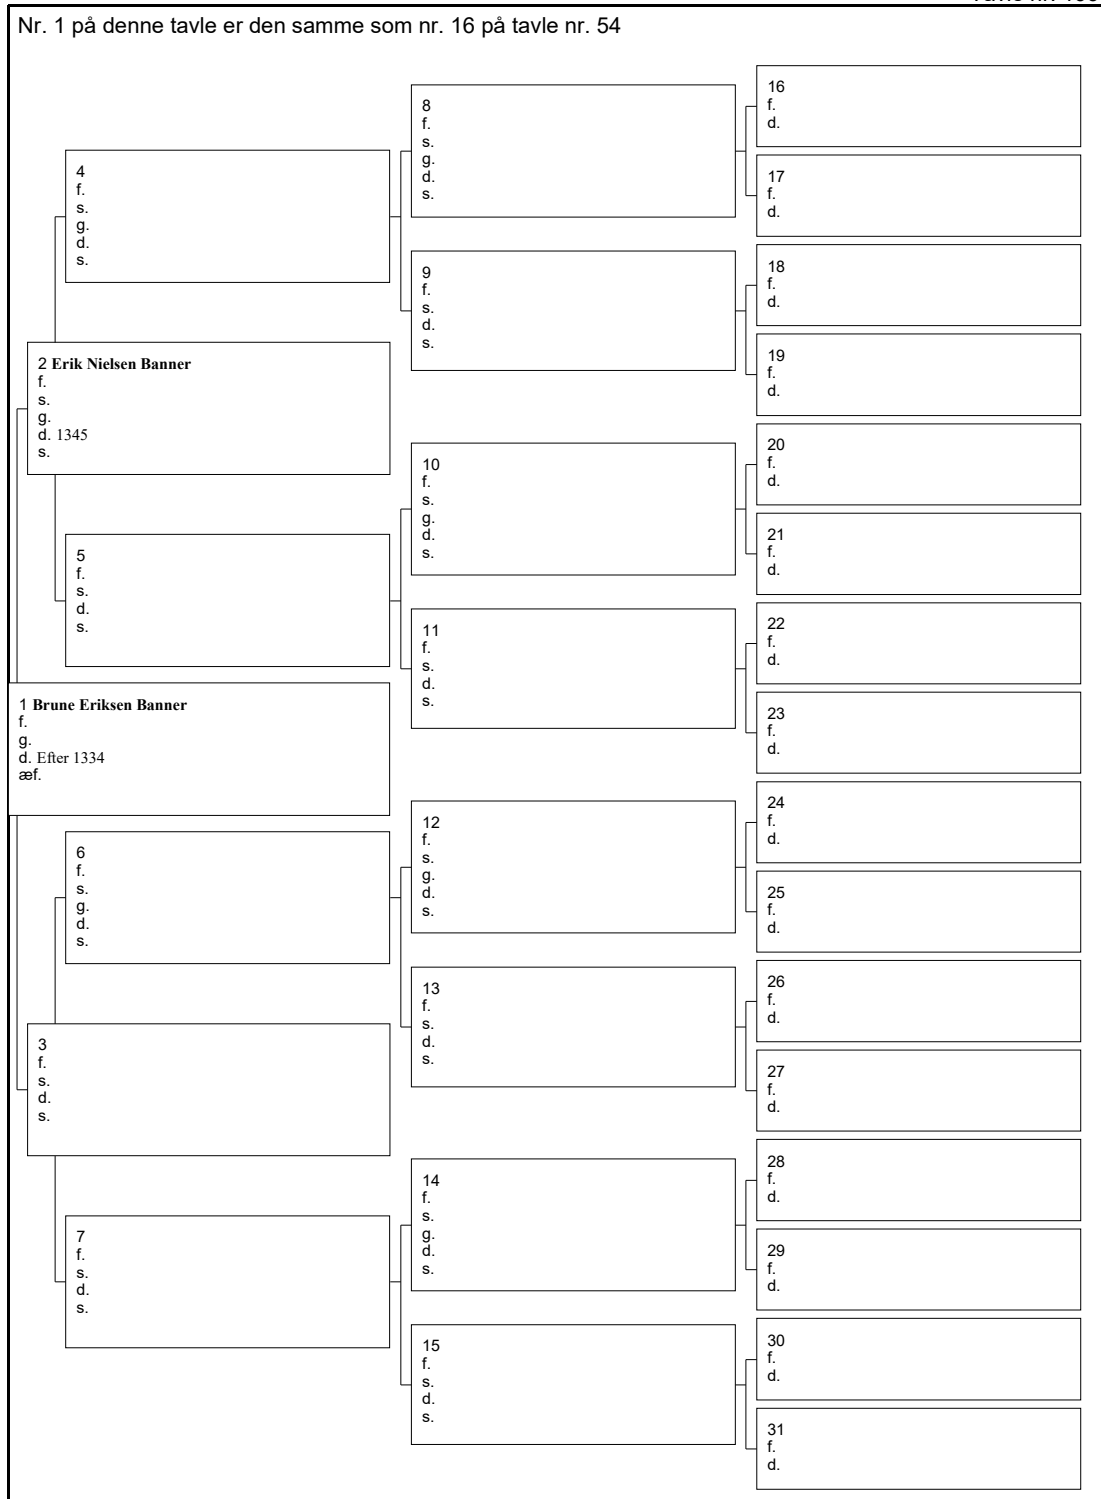 Nr. 1 på denne tavle er den samme som nr. 16 på tavle nr. 54
16
f.
d.
8
f.
s.
g.
d.
s.
17
f.
d.
4
f.
s.
g.
d.
s.
18
f.
d.
9
f.
s.
d.
s.
19
f.
d.
2 Erik Nielsen Banner
f.
s.
g.
d. 1345
s.
20
f.
d.
10
f.
s.
g.
d.
s.
21
f.
d.
5
f.
s.
d.
s.
22
f.
d.
11
f.
s.
d.
s.
23
f.
d.
1 Brune Eriksen Banner
f.
g.
d. Efter 1334
æf.
24
f.
d.
12
f.
s.
g.
d.
s.
25
f.
d.
6
f.
s.
g.
d.
s.
26
f.
d.
13
f.
s.
d.
s.
27
f.
d.
3
f.
s.
d.
s.
28
f.
d.
14
f.
s.
g.
d.
s.
29
f.
d.
7
f.
s.
d.
s.
30
f.
d.
15
f.
s.
d.
s.
31
f.
d.